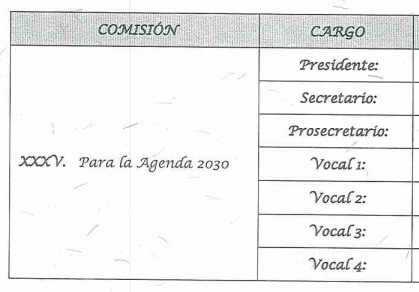 COMISIÓN CARGO
Presidente:
Secretario:
Prosecretario:
XXXV. Para la Agenda 2030 Vocal 1:
Vocal 2:
Vocal 3:
Vocal 4: